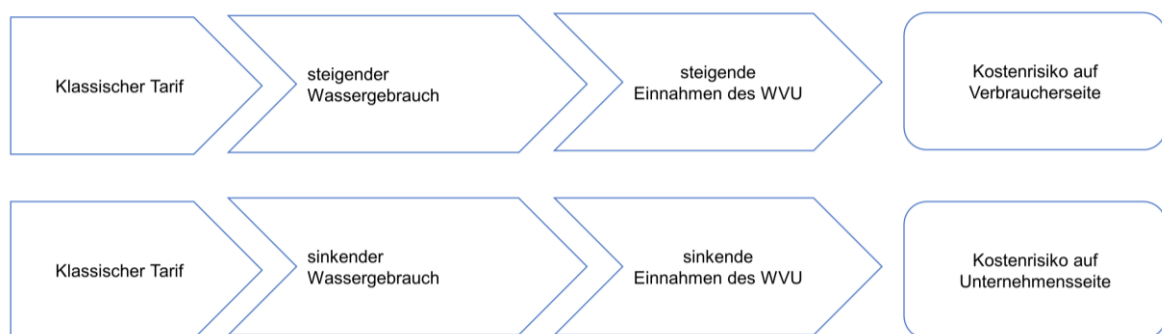 Klassischer Tarif
steigender
Wassergebrauch
steigende
Einnahmen des WVU
Kostenrisiko auf
Verbraucherseite
Klassischer Tarif
sinkender
Wassergebrauch
sinkende
Einnahmen des WVU
Kostenrisiko auf
Unternehmensseite